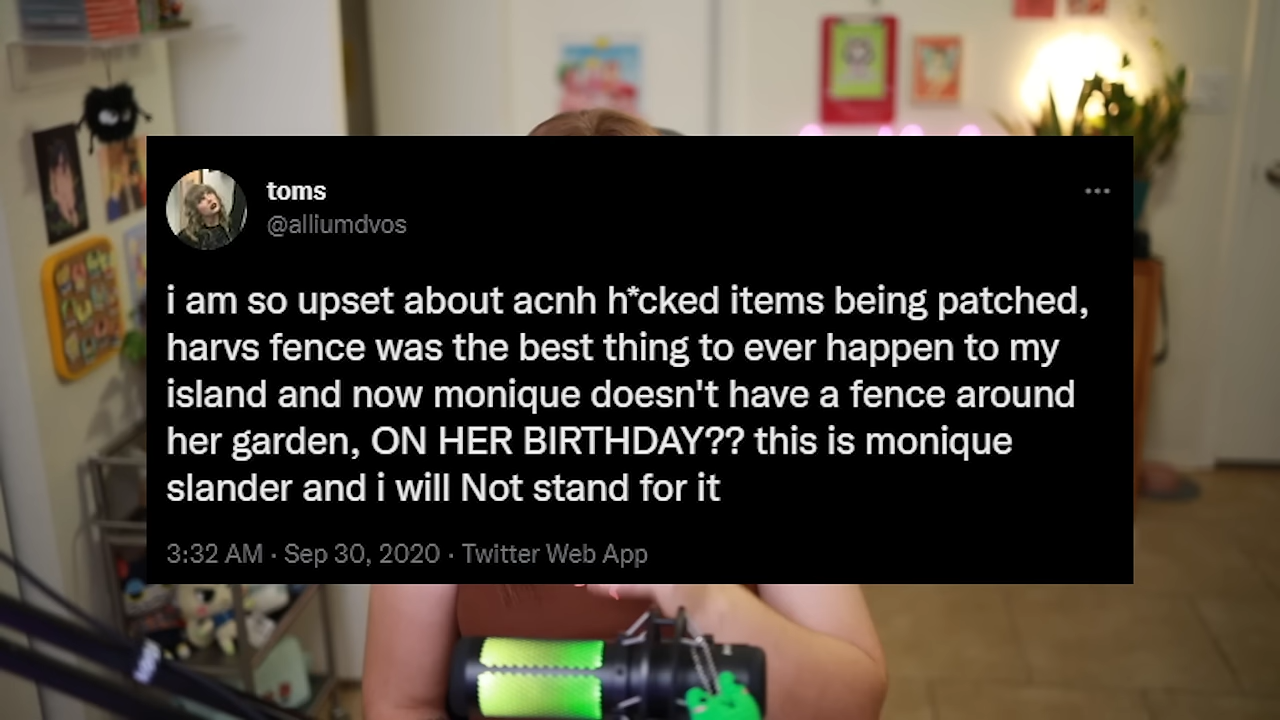 toms
@alliumdvos
i am so upset about acnh h*cked items being patched,
harvs fence was the best thing to ever happen to my
island and now monique doesn't have a fence around
her garden, ON HER BIRTHDAY?? this is monique
slander and i will Not stand for it
3:32 AM · Sep 30, 2020 · Twitter Web App